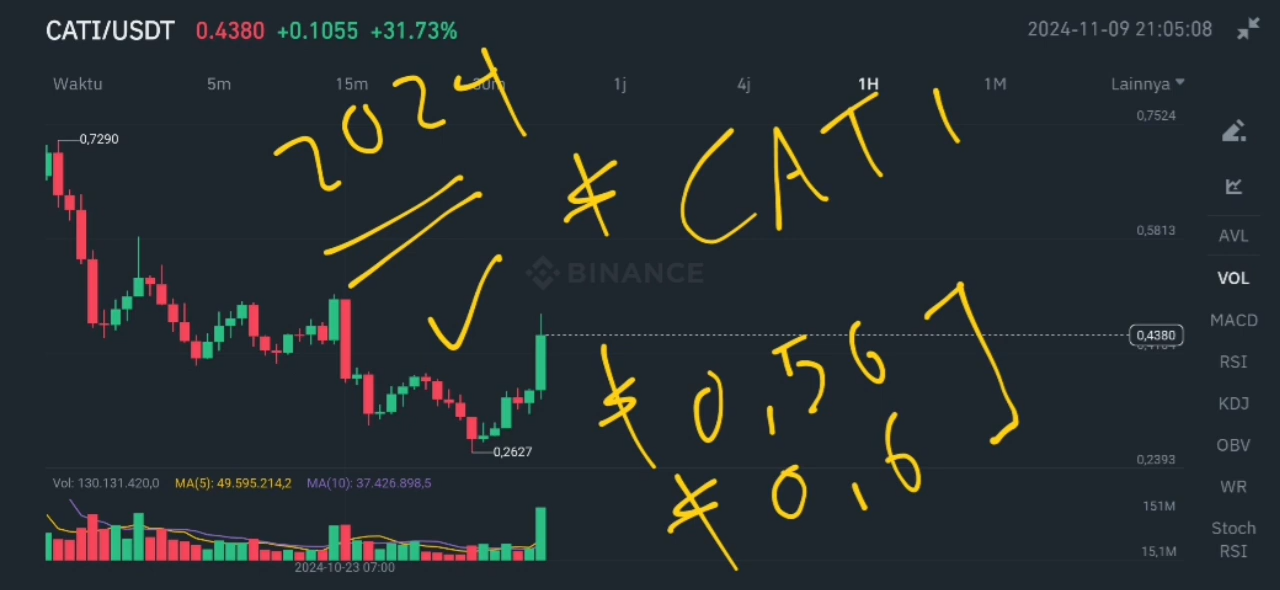 CATI/USDT 0.4380 +0.1055 +31.73% 2024-11-09 21:05:08
Waktu 5m 15m 30m 1j 4j 1H 1M Lainnya
0,7524
0,7290
2024
* CATI
0,5813
AVL
BINANCE
VOL
MACD
0,4380
RSI
$ 0,56
KDJ
0,2627
OBV
0,2393
$ 0,6
Vol: 130.131.420,0 MA(5): 49.595.214,2 MA(10): 37.426.898,5
WR
151M
Stoch
RSI
15,1M
2024-10-23 07:00